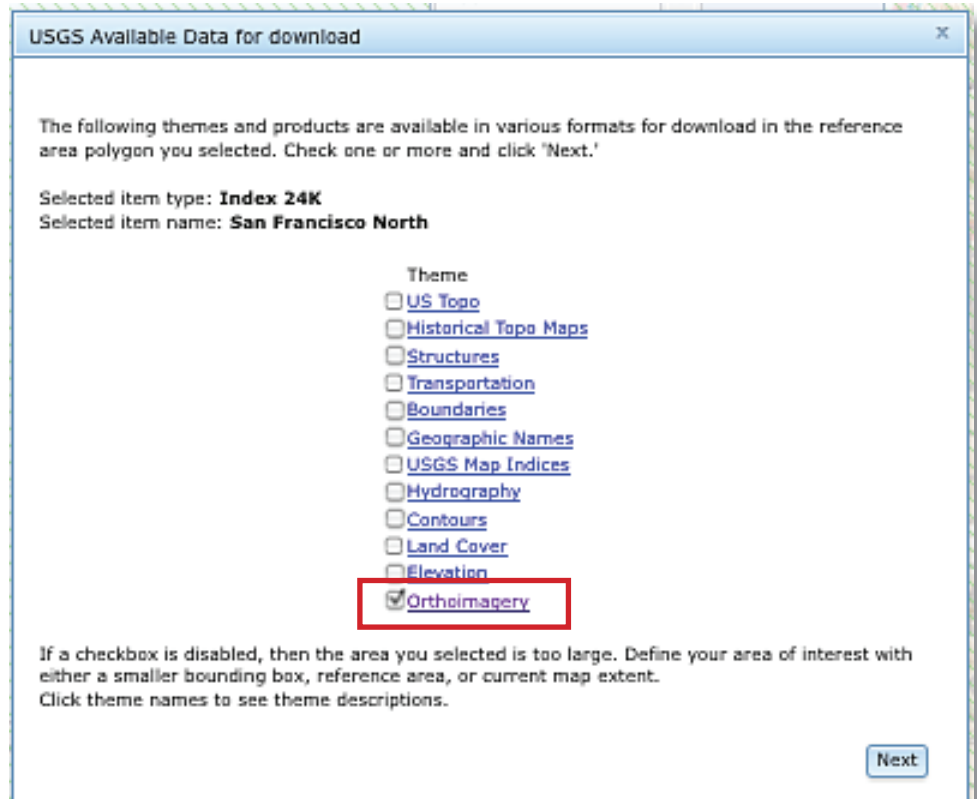 USGS Available Data for download
x
The following themes and products are available in various formats for download in the reference
area polygon you selected. Check one or more and click 'Next.'
Selected item type: Index 24K
Selected item name: San Francisco North
Theme
US Topo
Historical Topo Maps
Structures
Transportation
Boundaries
Geographic Names
USGS Map Indices
Hydrography
Contours
Land Cover
Elevation
Orthoimagery
If a checkbox is disabled, then the area you selected is too large. Define your area of interest with
either a smaller bounding box, reference area, or current map extent.
Click theme names to see theme descriptions.
Next